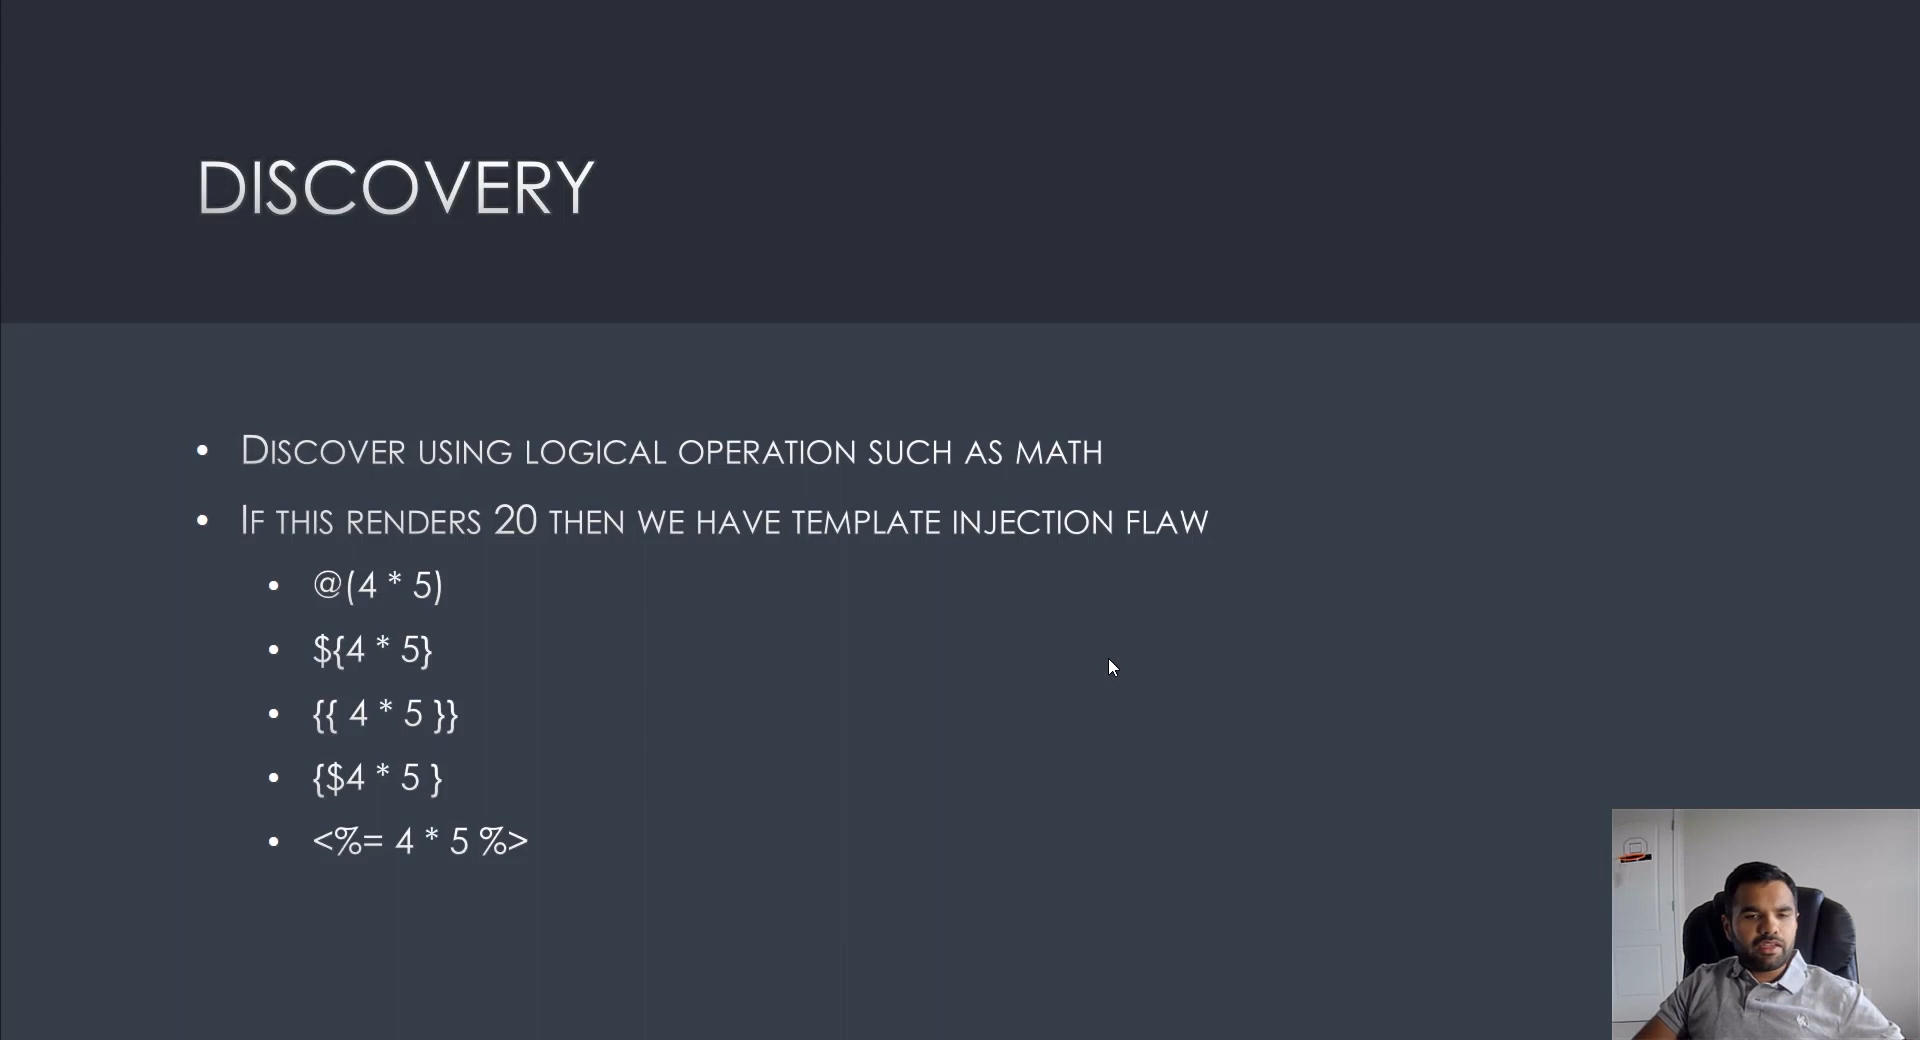 DISCOVERY
• DISCOVER USING LOGICAL OPERATION SUCH AS MATH
• IF THIS RENDERS 20 THEN WE HAVE TEMPLATE INJECTION FLAW
• @(4 * 5)
• ${4 * 5}
• {{ 4 * 5 }}
• {$4 * 5 }
• <%= 4 * 5 %>